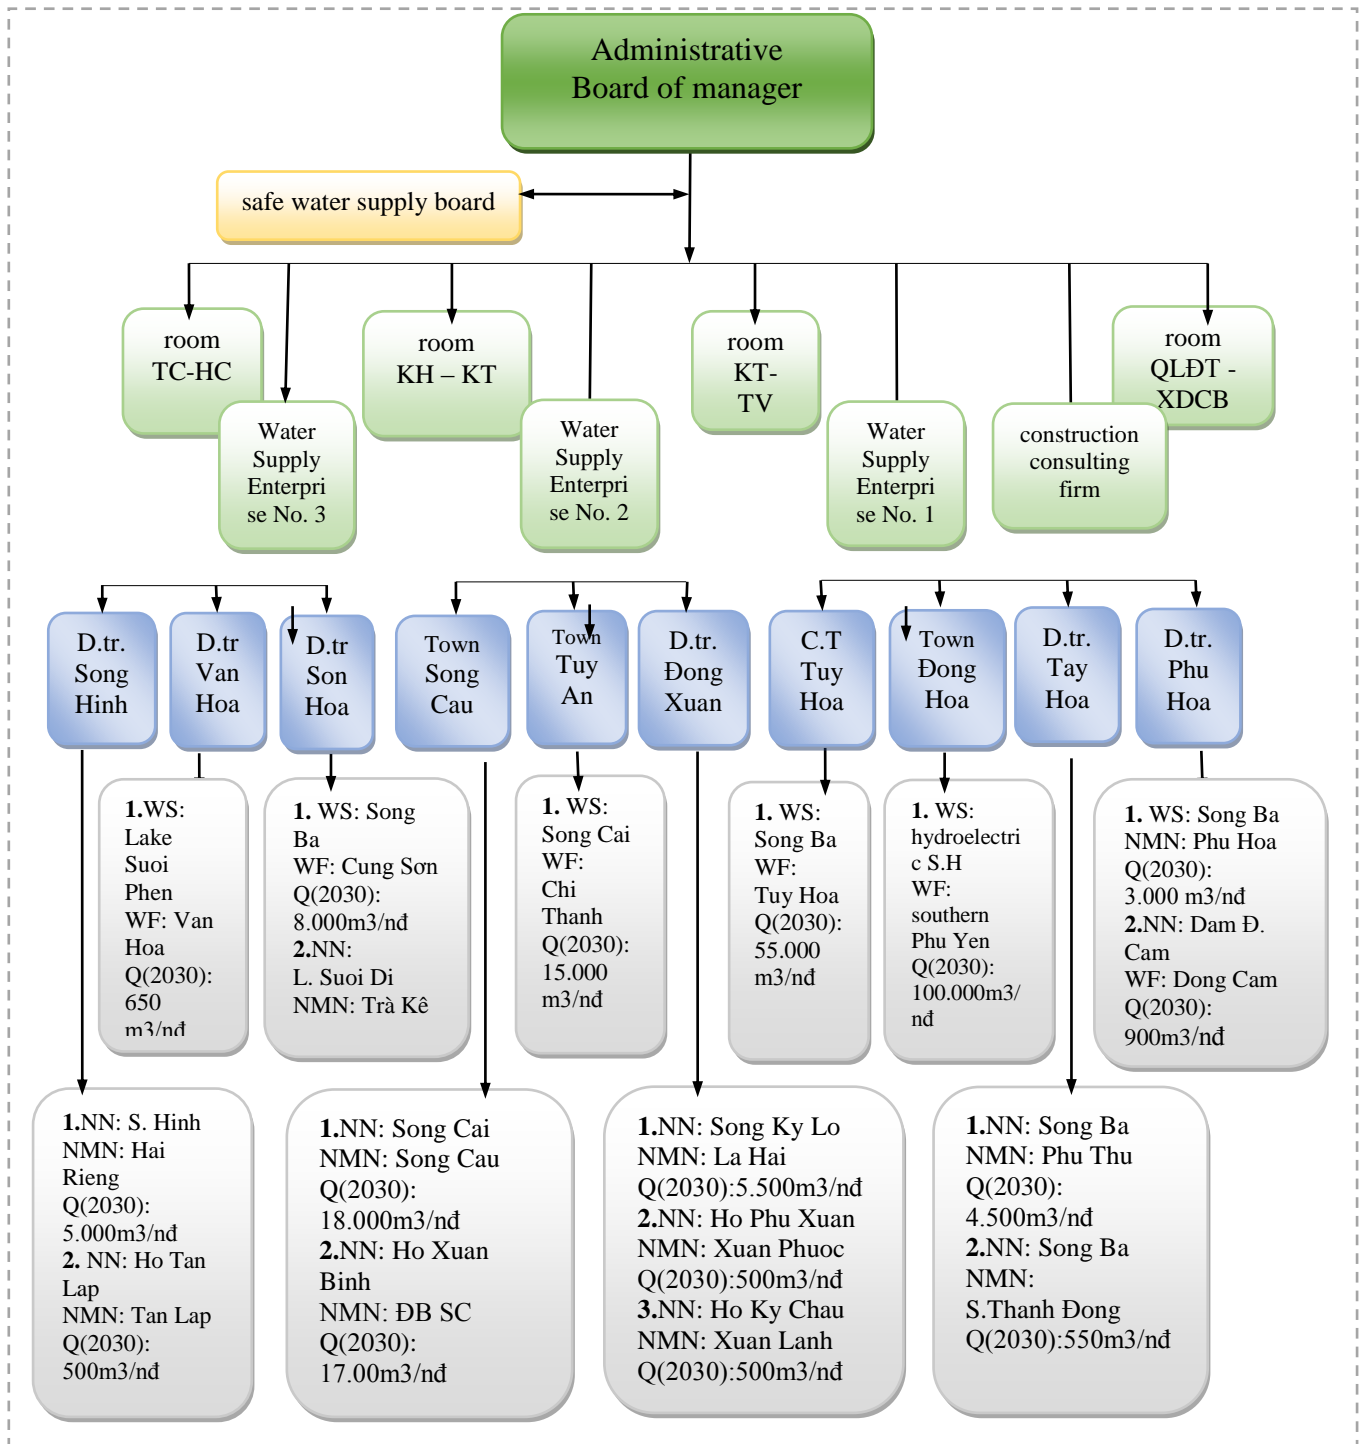 Administrative
Board of manager
safe water supply board
room
TC-HC
room
KH – KT
room
KT-
TV
room
QLĐT -
XDCB
Water
Supply
Enterpri
se No. 3
Water
Supply
Enterpri
se No. 2
Water
Supply
Enterpri
se No. 1
construction
consulting
firm
D.tr.
Song
Hinh
D.tr
Van
Hoa
D.tr
Son
Hoa
Town
Song
Cau
Town
Tuy
An
D.tr.
Đong
Xuan
C.T
Tuy
Hoa
Town
Đong
Hoa
D.tr.
Tay
Hoa
D.tr.
Phu
Hoa
1.WS:
Lake
Suoi
Phen
WF: Van
Hoa
Q(2030):
650
m3/nđ
1. WS: Song
Ba
WF: Cung Sơn
Q(2030):
8.000m3/nđ
2.NN:
L. Suoi Di
NMN: Trà Kê
1. WS:
Song Cai
WF:
Chi
Thanh
Q(2030):
15.000
m3/nđ
1. WS:
Song Ba
WF:
Tuy Hoa
Q(2030):
55.000
m3/nđ
1. WS:
hydroelectri
c S.H
WF:
southern
Phu Yen
Q(2030):
100.000m3/
nđ
1. WS: Song Ba
NMN: Phu Hoa
Q(2030):
3.000 m3/nđ
2.NN: Dam Đ.
Cam
WF: Dong Cam
Q(2030):
900m3/nđ
1.NN: S. Hinh
NMN: Hai
Rieng
Q(2030):
5.000m3/nđ
2. NN: Ho Tan
Lap
NMN: Tan Lap
Q(2030):
500m3/nđ
1.NN: Song Cai
NMN: Song Cau
Q(2030):
18.000m3/nđ
2.NN: Ho Xuan
Binh
NMN: ĐB SC
Q(2030):
17.00m3/nđ
1.NN: Song Ky Lo
NMN: La Hai
Q(2030):5.500m3/nđ
2.NN: Ho Phu Xuan
NMN: Xuan Phuoc
Q(2030):500m3/nđ
3.NN: Ho Ky Chau
NMN: Xuan Lanh
Q(2030):500m3/nđ
1.NN: Song Ba
NMN: Phu Thu
Q(2030):
4.500m3/nđ
2.NN: Song Ba
NMN:
S.Thanh Đong
Q(2030):550m3/nđ